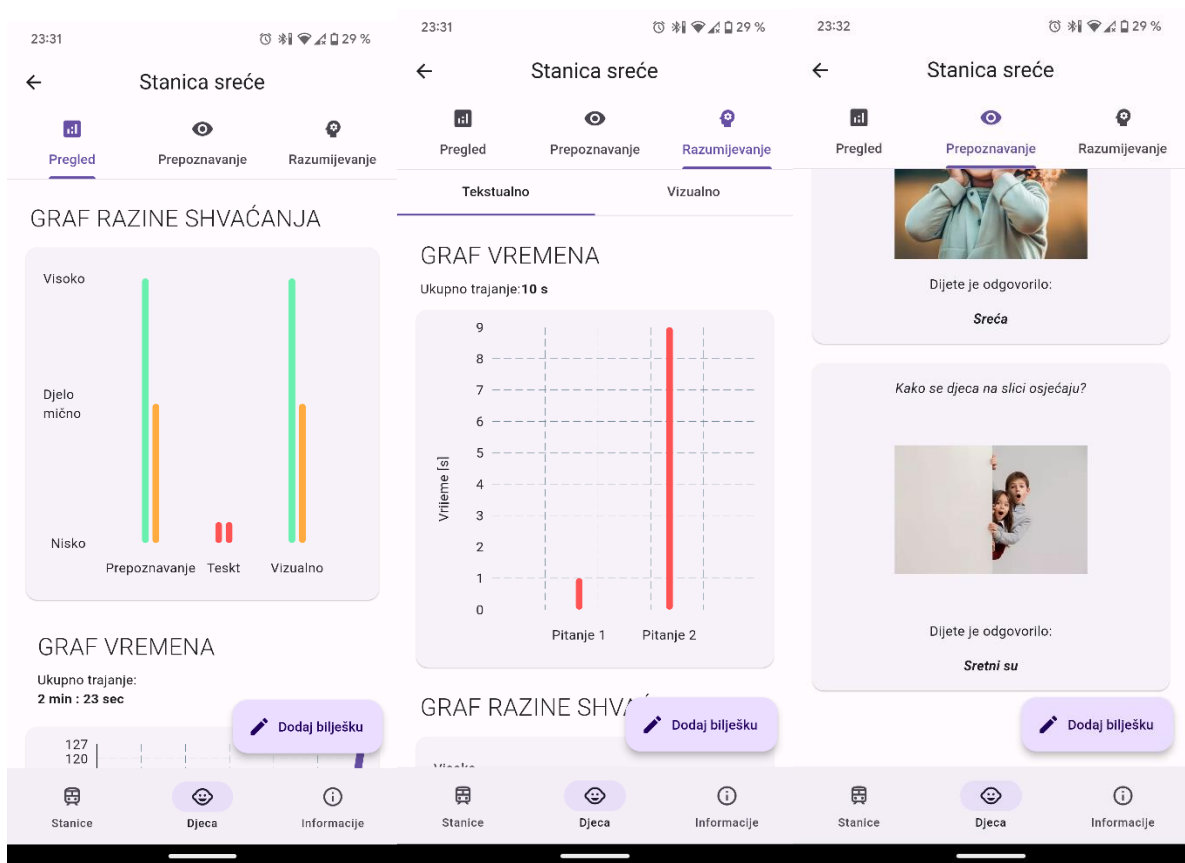 23:31
29 %
Stanica sreće
Pregled
Prepoznavanje
Razumijevanje
GRAF RAZINE SHVAĆANJA
Visoko
Djelo
mično
Nisko
Prepoznavanje
Teskt
Vizualno
GRAF VREMENA
Ukupno trajanje:
2 min : 23 sec
Dodaj bilješku
127
120
Stanice
Djeca
Informacije
23:31
29 %
Stanica sreće
Pregled
Prepoznavanje
Razumijevanje
Tekstualno
Vizualno
GRAF VREMENA
Ukupno trajanje:10 s
9
8
7
6
5
4
3
2
1
0
Vrijeme [s]
Pitanje 1
Pitanje 2
GRAF RAZINE SHVA
Dodaj bilješku
Visoko
Stanice
Djeca
Informacije
23:32
29 %
Stanica sreće
Pregled
Prepoznavanje
Razumijevanje
Dijete je odgovorilo:
Sreća
Kako se djeca na slici osjećaju?
Dijete je odgovorilo:
Sretni su
Dodaj bilješku
Stanice
Djeca
Informacije